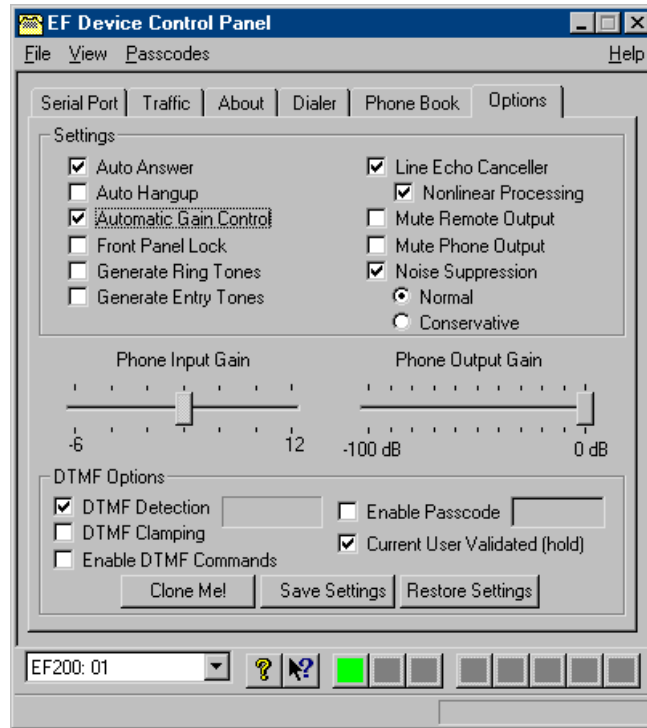 EF Device Control Panel
File View Passcodes Help
Serial Port Traffic About Dialer Phone Book Options
Settings
Auto Answer
Auto Hangup
Automatic Gain Control
Front Panel Lock
Generate Ring Tones
Generate Entry Tones
Line Echo Canceller
Nonlinear Processing
Mute Remote Output
Mute Phone Output
Noise Suppression
Normal
Conservative
Phone Input Gain
-6 12
Phone Output Gain
-100 dB 0 dB
DTMF Options
DTMF Detection
DTMF Clamping
Enable DTMF Commands
Enable Passcode
Current User Validated (hold)
Clone Me! Save Settings Restore Settings
EF200: 01